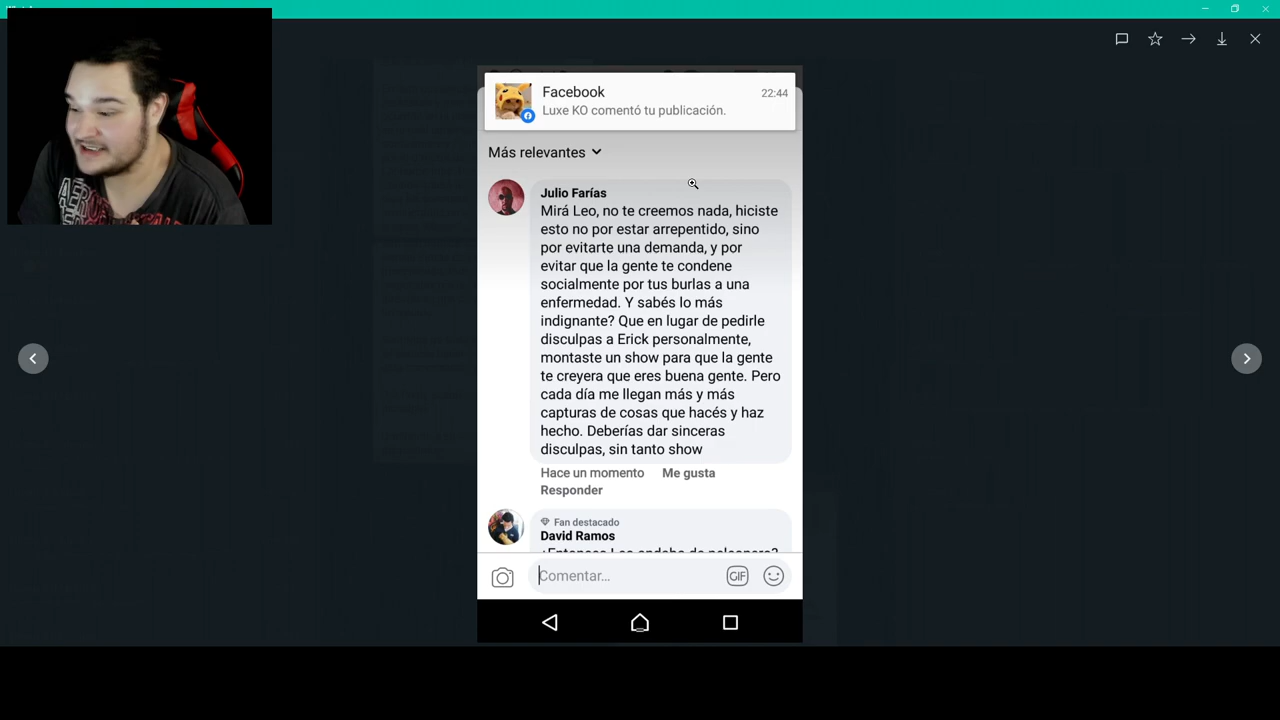 Facebook
22:44
Luxe KO comentó tu publicación.
Más relevantes
Julio Farías
Mirá Leo, no te creemos nada, hiciste
esto no por estar arrepentido, sino
por evitarte una demanda, y por
evitar que la gente te condene
socialmente por tus burlas a una
enfermedad. Y sabés lo más
indignante? Que en lugar de pedirle
disculpas a Erick personalmente,
montaste un show para que la gente
te creyera que eres buena gente. Pero
cada día me llegan más y más
capturas de cosas que hacés y haz
hecho. Deberías dar sinceras
disculpas, sin tanto show
Hace un momento Me gusta
Responder
Fan destacado
David Ramos
¿Entonces Leo andaba de
Comentar...
GIF